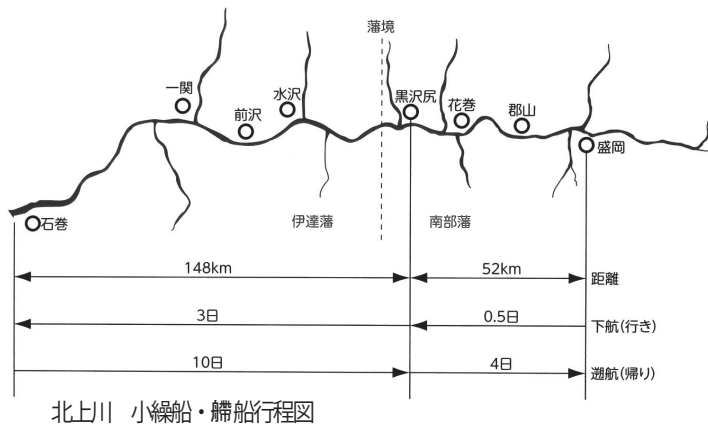 藩境
一関
前沢
水沢
黒沢尻
花巻
郡山
盛岡
石巻
伊達藩
南部藩
148km
52km
距離
3日
0.5日
下航(行き)
10日
4日
遡航(帰り)
北上川 小繰船・艜船行程図